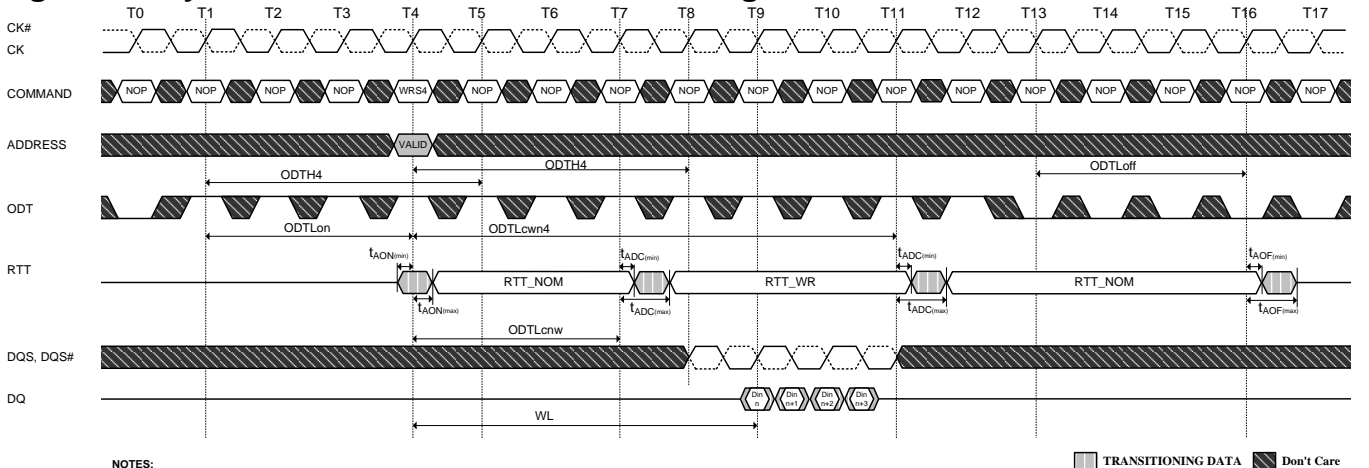 T0 T1 T2 T3 T4 T5 T6 T7 T8 T9 T10 T11 T12 T13 T14 T15 T16 T17
CK#
CK
COMMAND NOP NOP NOP NOP WRS4 NOP NOP NOP NOP NOP NOP NOP NOP NOP NOP NOP NOP NOP
ADDRESS VALID
ODTH4 ODTH4 ODTLoff
ODT
ODTLon ODTLcwn4
tAON(min) tADC(min) tADC(min) tAOF(min)
RTT RTT_NOM RTT_WR RTT_NOM
tAON(max) tADC(max) tADC(max) tAOF(max)
ODTLcnw
DQS, DQS#
DQ Din n Din n+1 Din n+2 Din n+3
WL
NOTES: TRANSITIONING DATA Don't Care